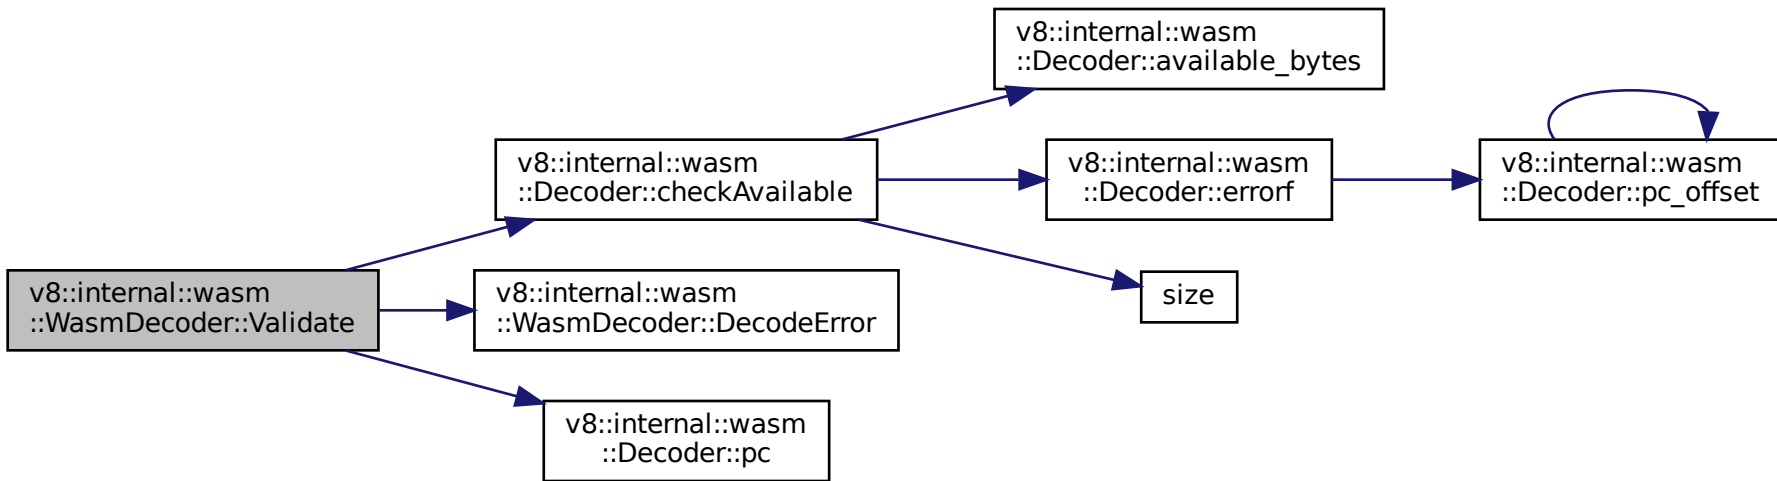 v8::internal::wasm
::Decoder::available_bytes
v8::internal::wasm
::Decoder::checkAvailable
v8::internal::wasm
::Decoder::errorf
v8::internal::wasm
::Decoder::pc_offset
v8::internal::wasm
::WasmDecoder::Validate
v8::internal::wasm
::WasmDecoder::DecodeError
size
v8::internal::wasm
::Decoder::pc